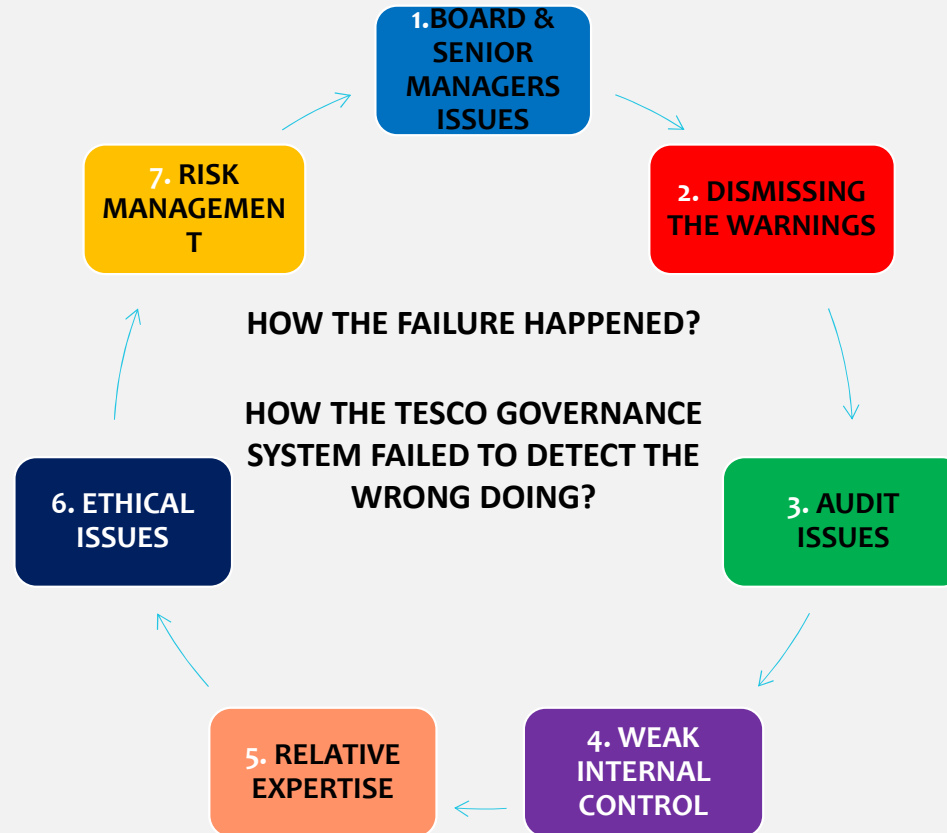 1.BOARD &
SENIOR
MANAGERS
ISSUES
2. DISMISSING
THE WARNINGS
3. AUDIT
ISSUES
4. WEAK
INTERNAL
CONTROL
5. RELATIVE
EXPERTISE
6. ETHICAL
ISSUES
7. RISK
MANAGEMEN
T
HOW THE FAILURE HAPPENED?
HOW THE TESCO GOVERNANCE
SYSTEM FAILED TO DETECT THE
WRONG DOING?